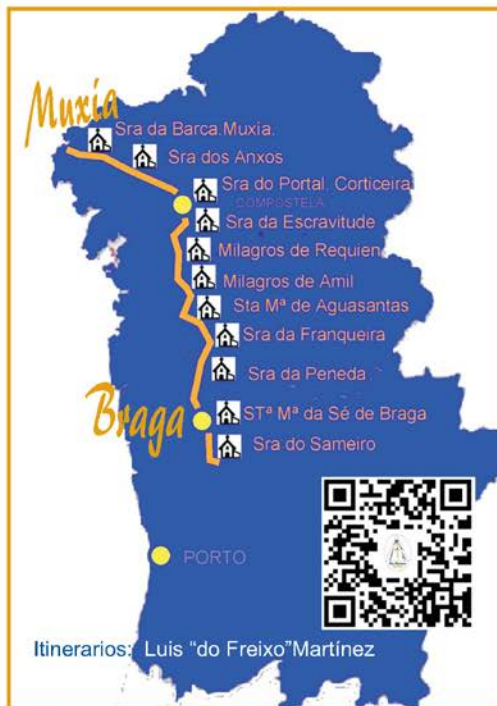 Muxia
Sra da Barca.Muxia.
Sra dos Anxos
Sra do Portal. Corticeira
COMPOSTELA
Sra da Escravitude
Milagros de Requien
Milagros de Amil
Sta Mª de Aguasantas
Sra da Franqueira
Sra da Peneda.
Braga
STª Mª da Sé de Braga
Sra do Sameiro
PORTO
Itinerarios: Luis "do Freixo"Martínez